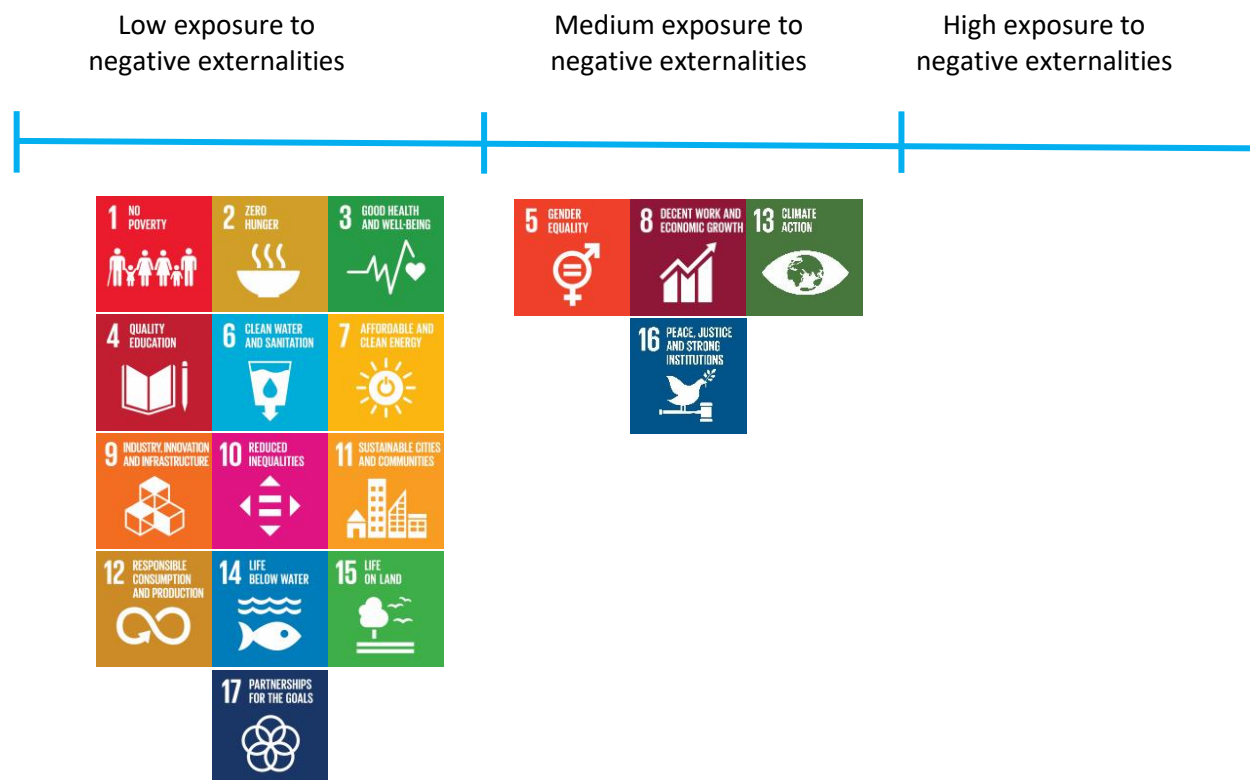 Low exposure to
negative externalities
Medium exposure to
negative externalities
High exposure to
negative externalities
1 NO
POVERTY
2 ZERO
HUNGER
3 GOOD HEALTH
AND WELL-BEING
5 GENDER
EQUALITY
8 DECENT WORK AND
ECONOMIC GROWTH
13 CLIMATE
ACTION
4 QUALITY
EDUCATION
6 CLEAN WATER
AND SANITATION
7 AFFORDABLE AND
CLEAN ENERGY
16 PEACE, JUSTICE
AND STRONG
INSTITUTIONS
9 INDUSTRY, INNOVATION
AND INFRASTRUCTURE
10 REDUCED
INEQUALITIES
11 SUSTAINABLE CITIES
AND COMMUNITIES
12 RESPONSIBLE
CONSUMPTION
AND PRODUCTION
14 LIFE
BELOW WATER
15 LIFE
ON LAND
17 PARTNERSHIPS
FOR THE GOALS